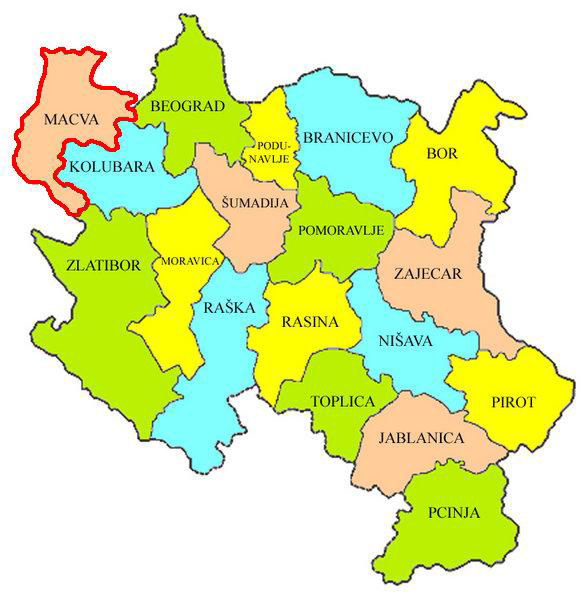 MACVA
BEOGRAD
KOLUBARA
PODU-
NAVLJE
BRANICEVO
BOR
ŠUMADIJA
POMORAVLJE
ZLATIBOR
MORAVICA
ZAJECAR
RAŠKA
RASINA
NIŠAVA
TOPLICA
PIROT
JABLANICA
PCINJA